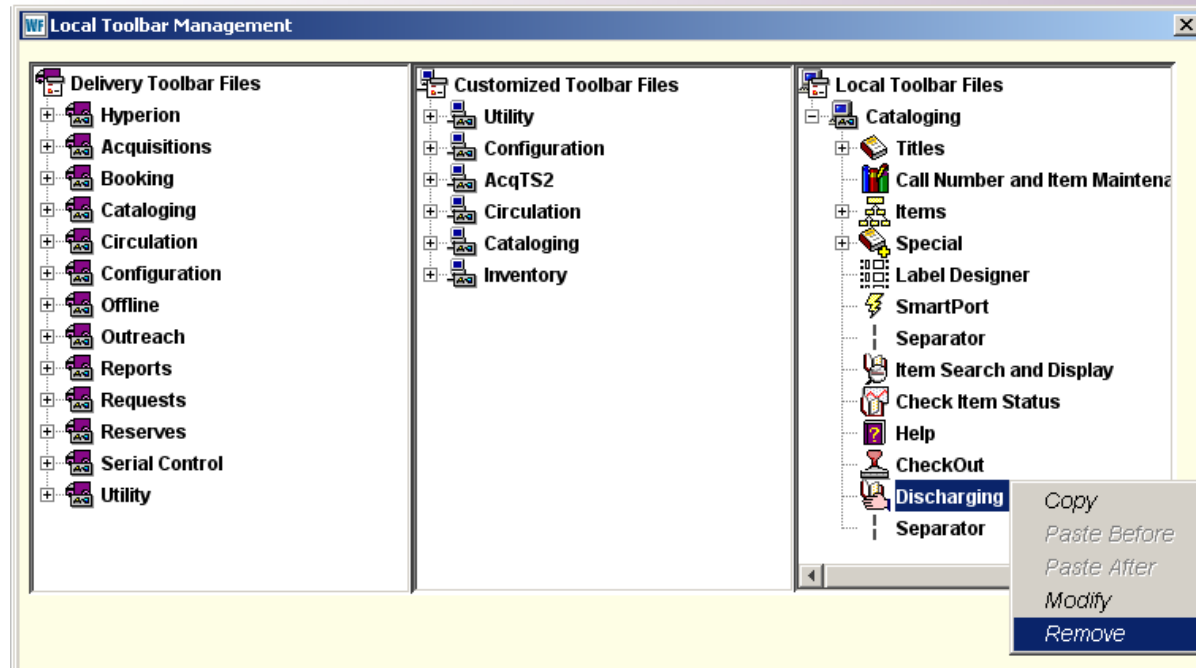 WF Local Toolbar Management
Delivery Toolbar Files
Hyperion
Acquisitions
Booking
Cataloging
Circulation
Configuration
Offline
Outreach
Reports
Requests
Reserves
Serial Control
Utility
Customized Toolbar Files
Utility
Configuration
AcqTS2
Circulation
Cataloging
Inventory
Local Toolbar Files
Cataloging
Titles
Call Number and Item Maintena
Items
Special
Label Designer
SmartPort
Separator
Item Search and Display
Check Item Status
Help
CheckOut
Discharging
Separator
Copy
Paste Before
Paste After
Modify
Remove